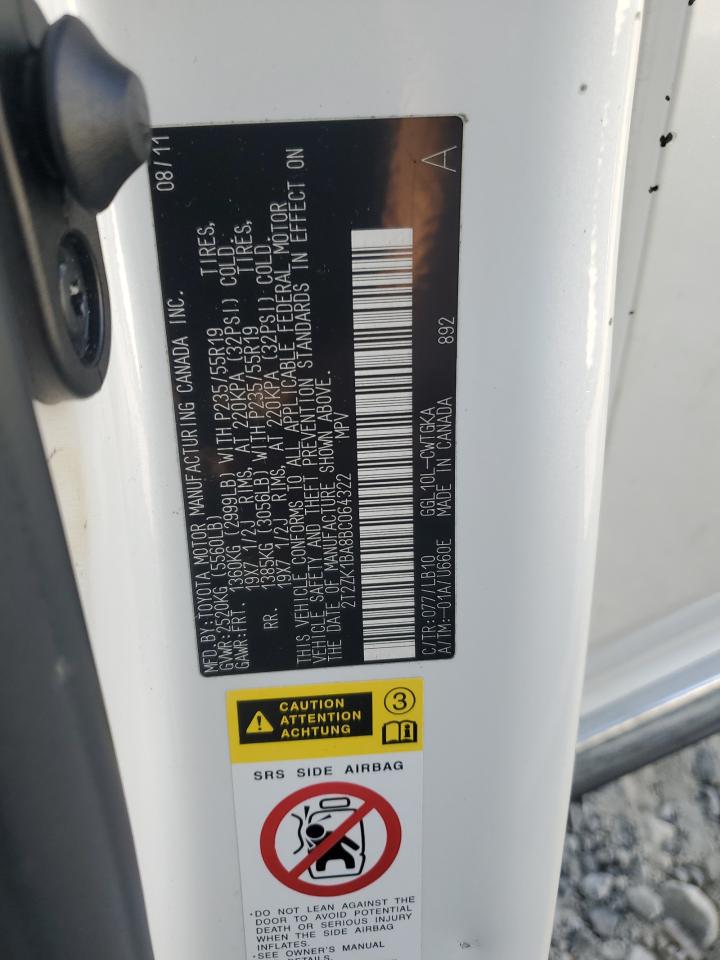 MFD.BY:TOYOTA MOTOR MANUFACTURING CANADA INC. 08/11
GVWR:2520KG (5560LB)
GAWR:FRT. 1360KG (2999LB) WITH P235/55R19 TIRES,
19X7 1/2J RIMS, AT 220KPA (32PSI) COLD.
RR. 1385KG (3056LB) WITH P235/55R19 TIRES,
19X7 1/2J RIMS, AT 220KPA (32PSI) COLD.
THIS VEHICLE CONFORMS TO ALL APPLICABLE FEDERAL MOTOR
VEHICLE SAFETY AND THEFT PREVENTION STANDARDS IN EFFECT ON
THE DATE OF MANUFACTURE SHOWN ABOVE.
2T2ZK1BA8BC064322 MPV
C/TR:077/LB10 GGL10L-CWTGKA A
A/TM:-01A/U660E MADE IN CANADA 892
CAUTION
ATTENTION
ACHTUNG
3
SRS SIDE AIRBAG
•DO NOT LEAN AGAINST THE
DOOR TO AVOID POTENTIAL
DEATH OR SERIOUS INJURY
WHEN THE SIDE AIRBAG
INFLATES.
•SEE OWNER'S MANUAL
DETAILS.